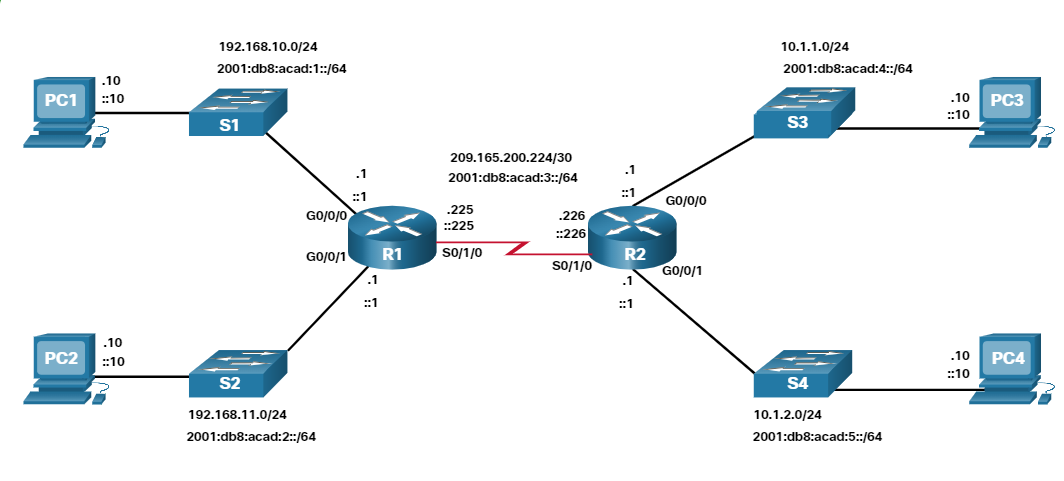 192.168.10.0/24
2001:db8:acad:1::/64
10.1.1.0/24
2001:db8:acad:4::/64
PC1
.10
::10
S1
S3
.10
::10
PC3
209.165.200.224/30
2001:db8:acad:3::/64
.1
::1
G0/0/0
.225
::225
R1
S0/1/0
G0/0/1
.1
::1
.1
::1
G0/0/0
.226
::226
R2
S0/1/0
G0/0/1
.1
::1
PC2
.10
::10
S2
192.168.11.0/24
2001:db8:acad:2::/64
S4
.10
::10
PC4
10.1.2.0/24
2001:db8:acad:5::/64